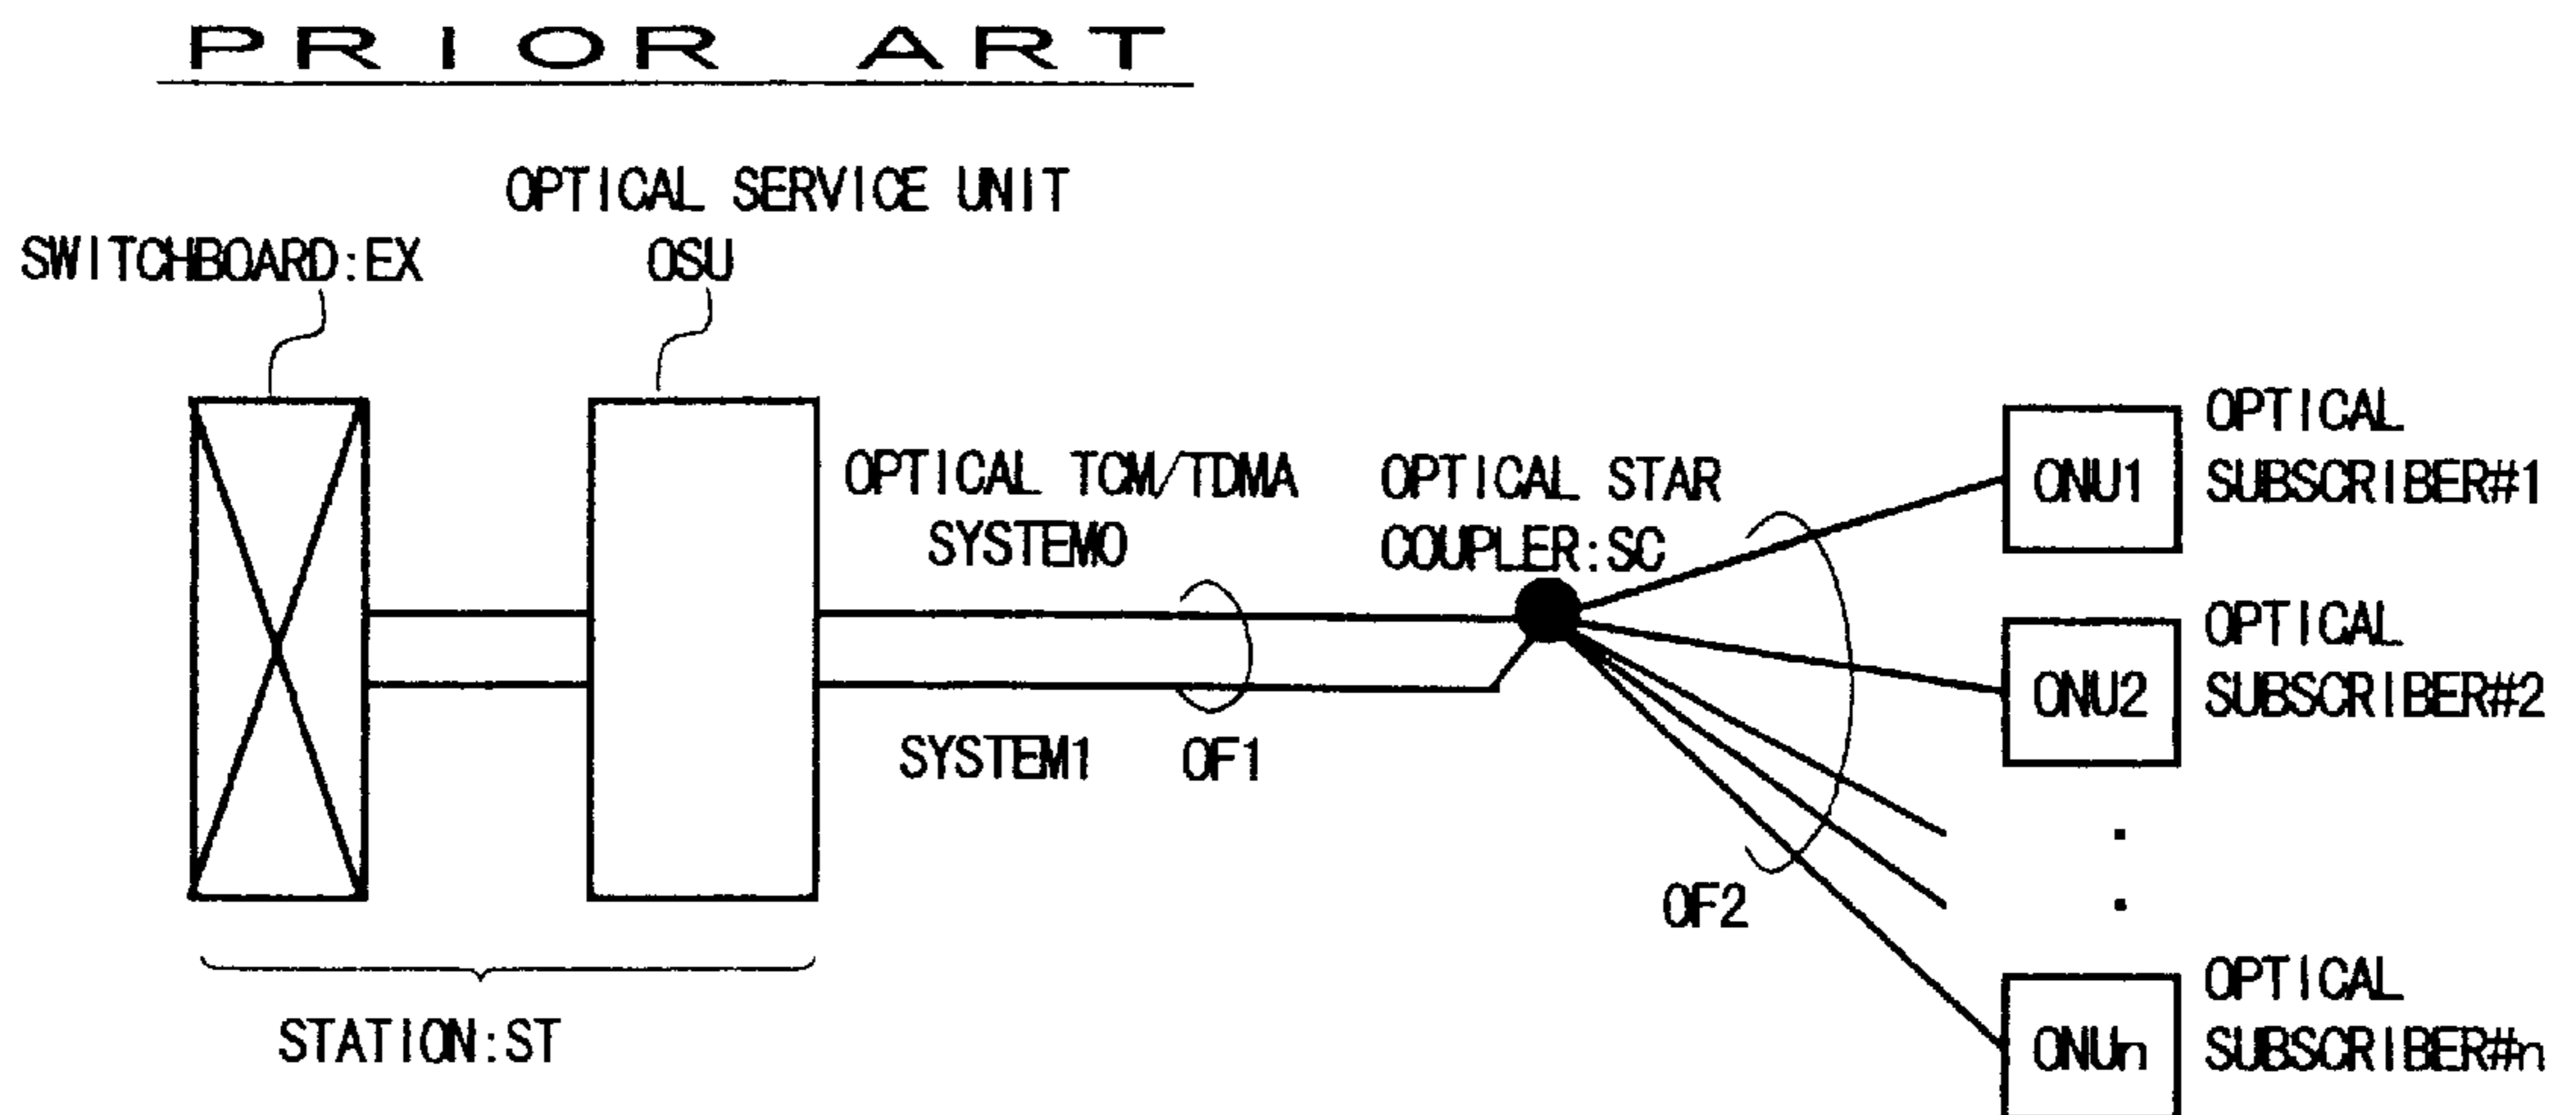 PRIOR ART
OPTICAL SERVICE UNIT
OSU
SWITCHBOARD:EX
OPTICAL TCM/TDMA
SYSTEM0
OPTICAL STAR
COUPLER:SC
SYSTEM1
OF1
OF2
ONU1
OPTICAL
SUBSCRIBER#1
ONU2
OPTICAL
SUBSCRIBER#2
ONUn
OPTICAL
SUBSCRIBER#n
STATION:ST